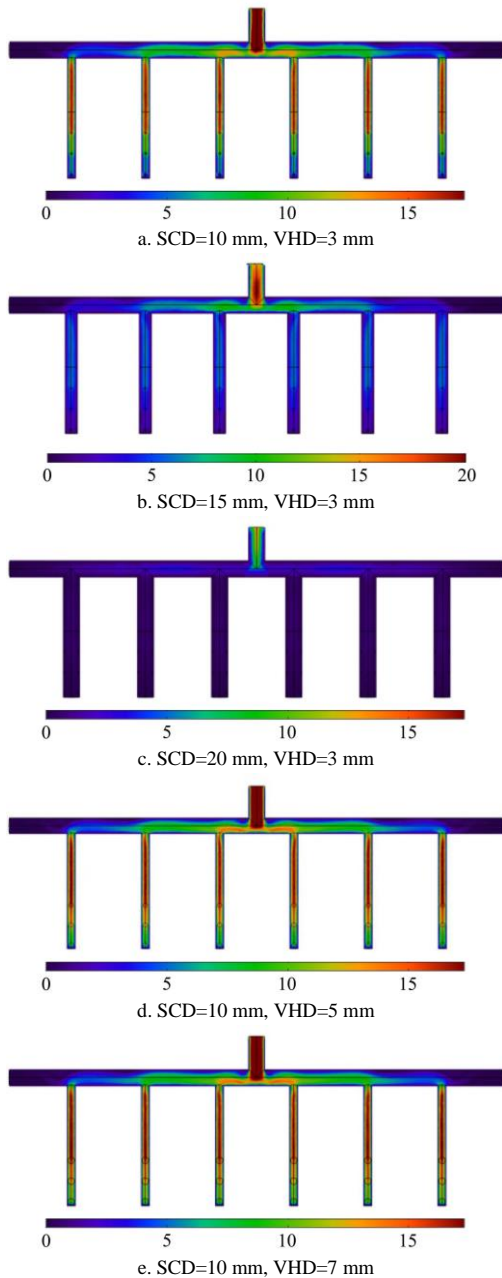 0 5 10 15
a. SCD=10 mm, VHD=3 mm
0 5 10 15 20
b. SCD=15 mm, VHD=3 mm
0 5 10 15
c. SCD=20 mm, VHD=3 mm
0 5 10 15
d. SCD=10 mm, VHD=5 mm
0 5 10 15
e. SCD=10 mm, VHD=7 mm